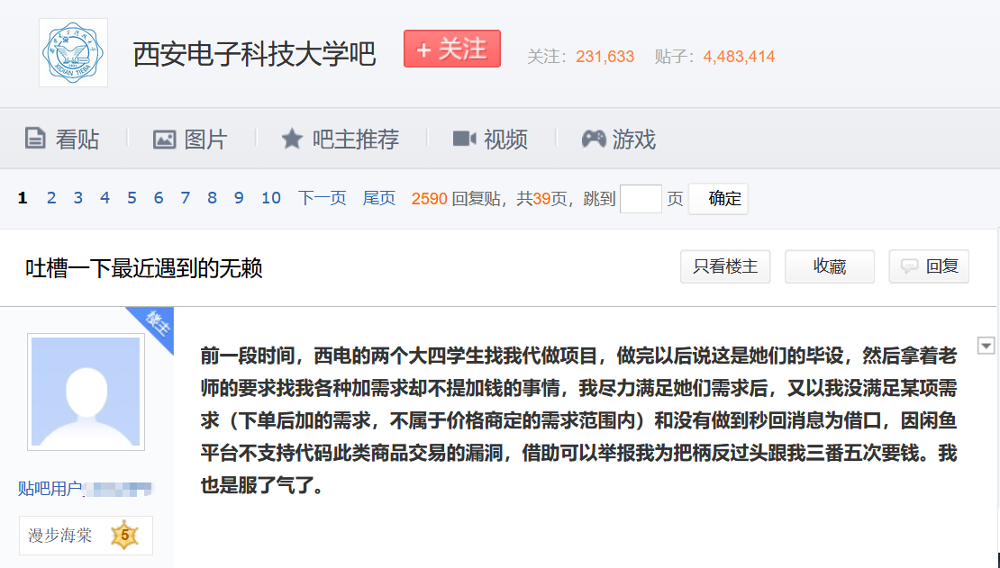 XIDIAN TIEBA
西安电子科技大学吧
+ 关注
关注：231,633 贴子：4,483,414
看贴 图片 吧主推荐 视频 游戏
1 2 3 4 5 6 7 8 9 10 下一页 尾页 2590 回复贴，共39页，跳到 页 确定
吐槽一下最近遇到的无赖
只看楼主 收藏 回复
楼主
前一段时间，西电的两个大四学生找我代做项目，做完以后说这是她们的毕设，然后拿着老
师的要求找我各种加需求却不提加钱的事情，我尽力满足她们需求后，又以我没满足某项需
求（下单后加的需求，不属于价格商定的需求范围内）和没有做到秒回消息为借口，因闲鱼
平台不支持代码此类商品交易的漏洞，借助可以举报我为把柄反过头跟我三番五次要钱。我
也是服了气了。
贴吧用户_
漫步海棠 5